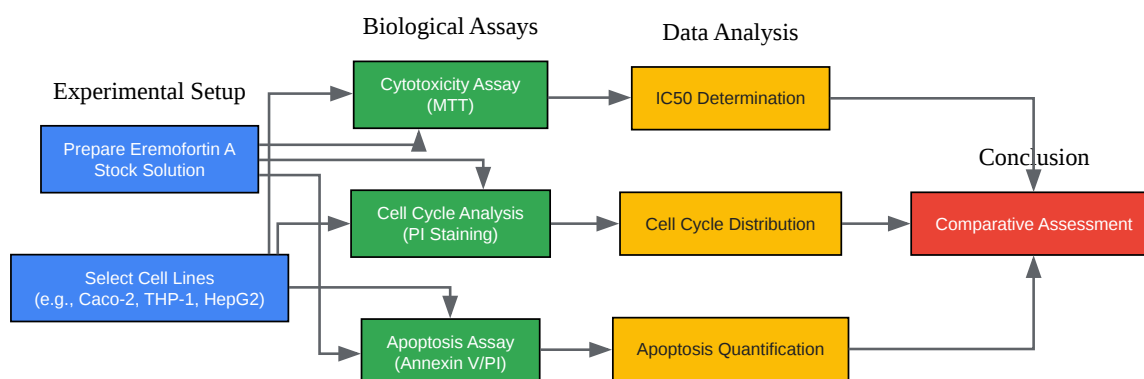 Biological Assays
Data Analysis
Experimental Setup
Conclusion
Cytotoxicity Assay
(MTT)
IC50 Determination
Prepare Eremofortin A
Stock Solution
Cell Cycle Analysis
(PI Staining)
Cell Cycle Distribution
Comparative Assessment
Select Cell Lines
(e.g., Caco-2, THP-1, HepG2)
Apoptosis Assay
(Annexin V/PI)
Apoptosis Quantification